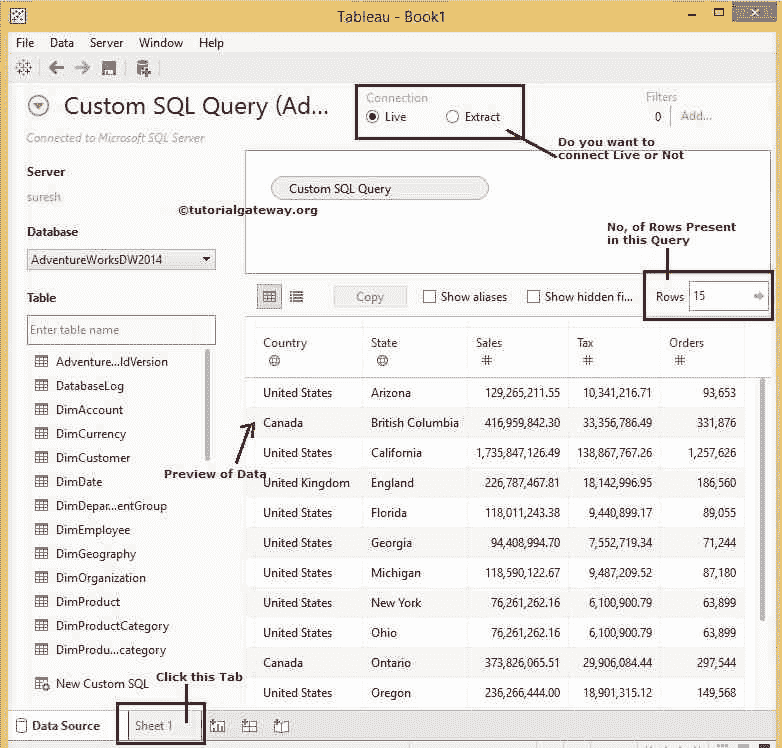 Tableau - Book1
File Data Server Window Help
Custom SQL Query (Ad...
Connected to Microsoft SQL Server
Connection
Live Extract
Filters
0 Add...
Do you want to
connect Live or Not
Server
suresh
Custom SQL Query
©tutorialgateway.org
Database
AdventureWorksDW2014
No, of Rows Present
in this Query
Table
Enter table name
Copy Show aliases Show hidden fi... Rows 15
Adventure...ldVersion
DatabaseLog
DimAccount
DimCurrency
DimCustomer
DimDate
DimDepar...entGroup
DimEmployee
DimGeography
DimOrganization
DimProduct
DimProductCategory
DimProdu...category
New Custom SQL
Country State Sales Tax Orders
United States Arizona 129,265,211.55 10,341,216.71 93,653
Canada British Columbia 416,959,842.30 33,356,786.49 331,876
United States California 1,735,847,126.49 138,867,767.26 1,257,626
United Kingdom England 226,787,467.81 18,142,996.95 186,560
United States Florida 118,011,243.38 9,440,899.17 89,055
United States Georgia 94,408,994.70 7,552,719.34 71,244
United States Michigan 118,590,122.67 9,487,209.52 87,180
United States New York 76,261,262.16 6,100,900.79 63,899
United States Ohio 76,261,262.16 6,100,900.79 63,899
Canada Ontario 373,826,065.51 29,906,084.44 297,544
United States Oregon 236,266,444.00 18,901,315.12 149,568
Preview of Data
Click this Tab
Data Source Sheet 1